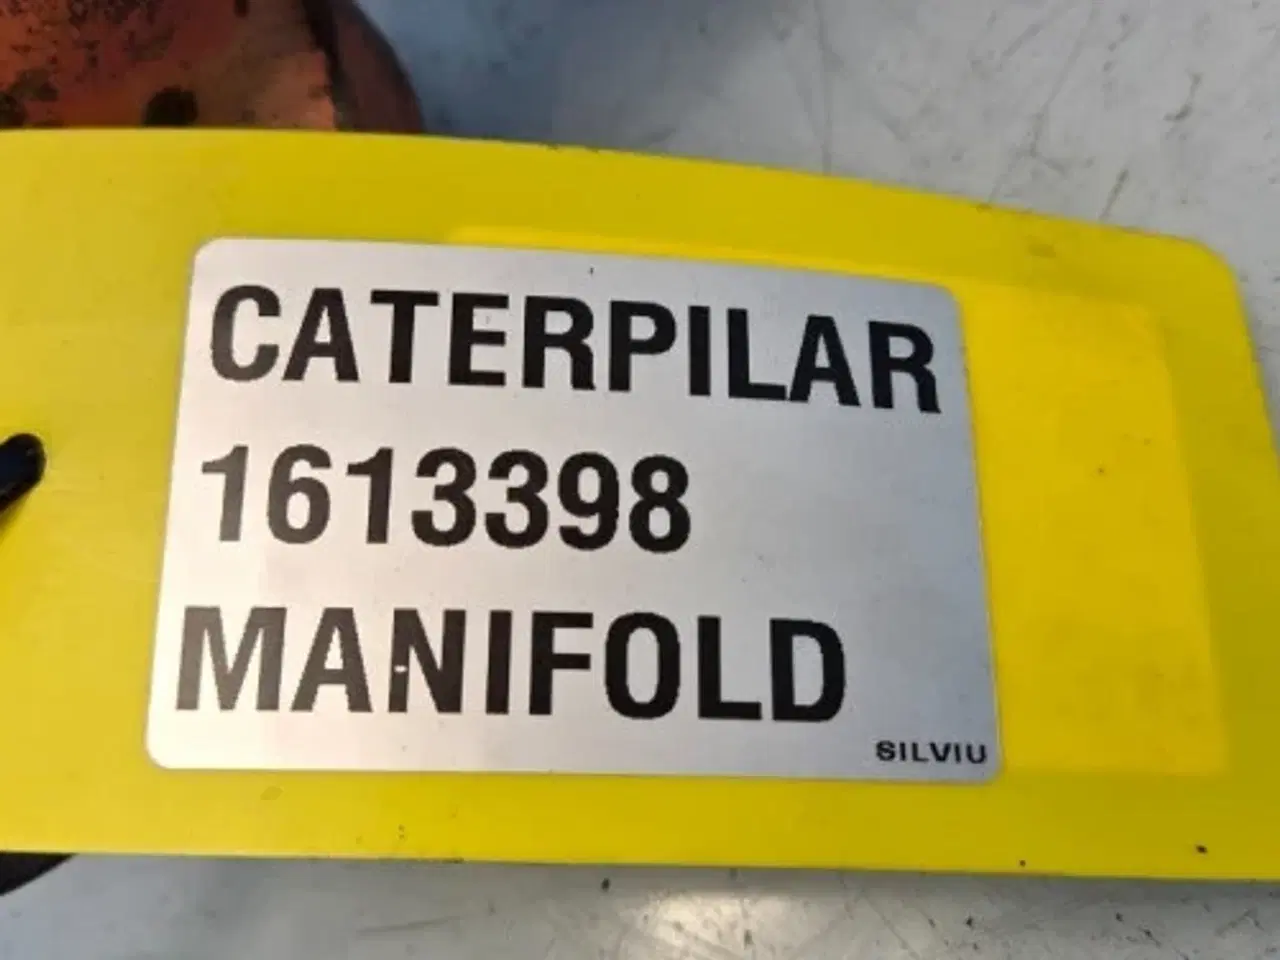 CATERPILAR
1613398
MANIFOLD
SILVIU